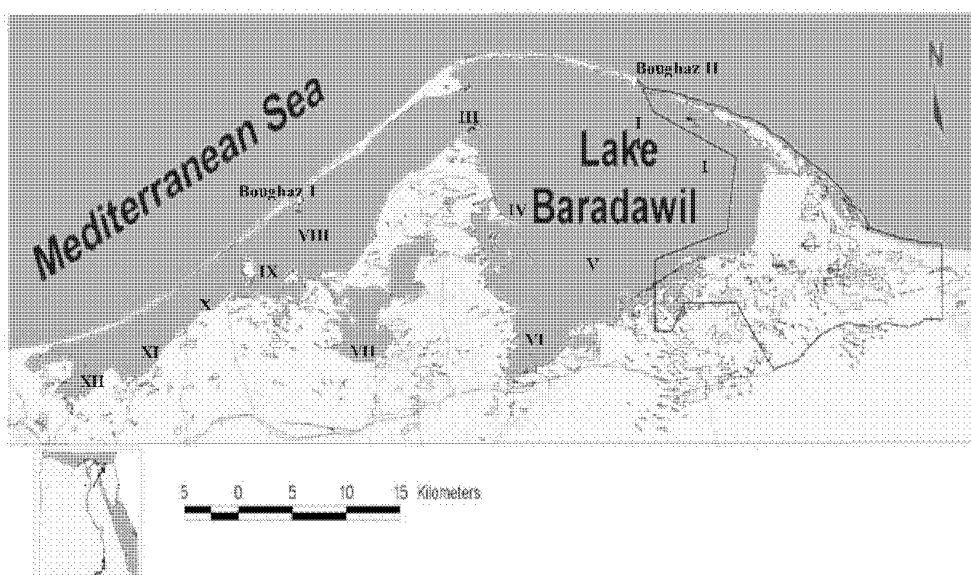 N
Mediterranean Sea
Boughaz II
III
I
Lake
I
Boughaz I
IV
Baradawil
VIII
V
IX
X
VI
XI
VII
XII
5 0 5 10 15 Kilometers